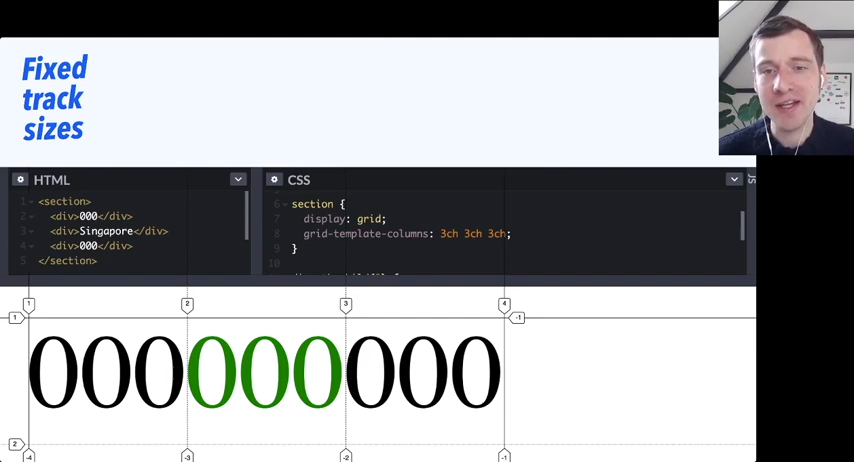 Fixed
track
sizes
HTML
1 <section>
2 <div>000</div>
3 <div>Singapore</div>
4 <div>000</div>
5 </section>
CSS
JS
6 section {
7 display: grid;
8 grid-template-columns: 3ch 3ch 3ch;
9 }
10
1 2 3 4
1 -1
000000000
2
-4 -3 -2 -1